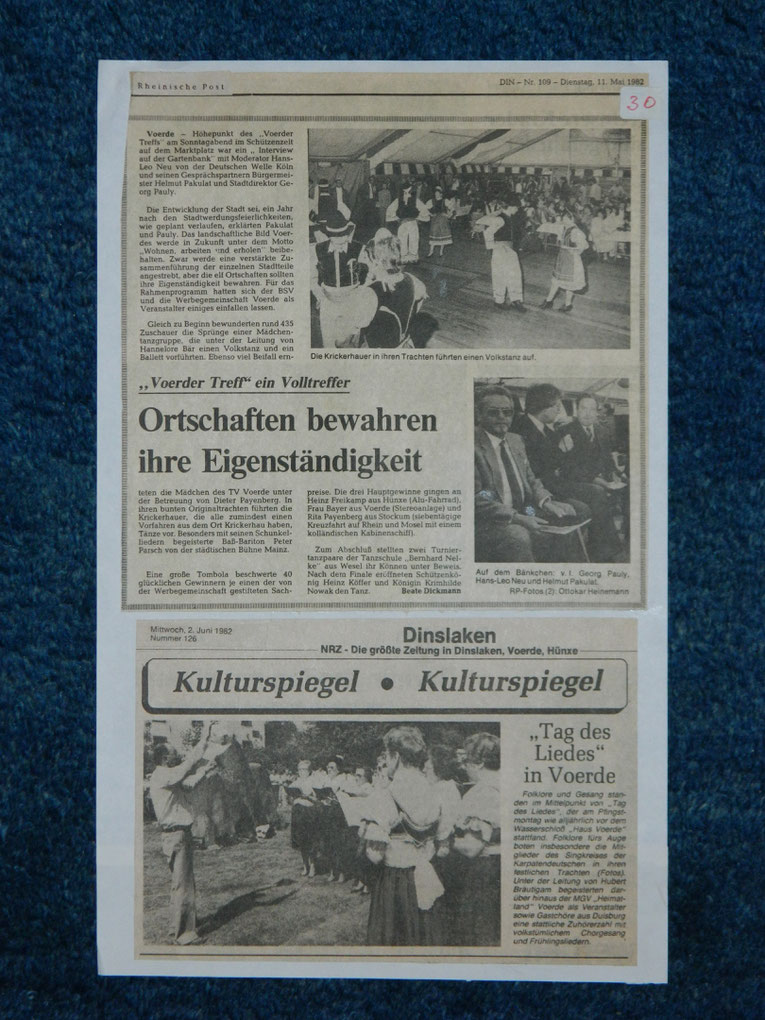 Rheinische Post
DIN – Nr. 109 – Dienstag, 11. Mai 1982
30
Voerde – Höhepunkt des „Voerder
Treffs" am Sonntagabend im Schützenzelt
auf dem Marktplatz war ein „ Interview
auf der Gartenbank" mit Moderator Hans-
Leo Neu von der Deutschen Welle Köln
und seinen Gesprächspartnern Bürgermei-
ster Helmut Pakulat und Stadtdirektor Ge-
org Pauly.
Die Entwicklung der Stadt sei, ein Jahr
nach den Stadtwerdungsfeierlichkeiten,
wie geplant verlaufen, erklärten Pakulat
und Pauly. Das landschaftliche Bild Voer-
des werde in Zukunft unter dem Motto
„Wohnen, arbeiten und erholen" beibe-
halten. Zwar werde eine verstärkte Zu-
sammenführung der einzelnen Stadtteile
angestrebt, aber die elf Ortschaften sollten
ihre Eigenständigkeit bewahren. Für das
Rahmenprogramm hatten sich der BSV
und die Werbegemeinschaft Voerde als
Veranstalter einiges einfallen lassen.
Gleich zu Beginn bewunderten rund 435
Zuschauer die Sprünge einer Mädchen-
tanzgruppe, die unter der Leitung von
Hannelore Bär einen Volkstanz und ein
Ballett vorführten. Ebenso viel Beifall ern-
Die Krickerhauer in ihren Trachten führten einen Volkstanz auf.
„Voerder Treff" ein Volltreffer
Ortschaften bewahren
ihre Eigenständigkeit
teten die Mädchen des TV Voerde unter
der Betreuung von Dieter Payenberg. In
ihren bunten Originaltrachten führten die
Krickerhauer, die alle zumindest einen
Vorfahren aus dem Ort Krickerhau haben,
Tänze vor. Besonders mit seinen Schunkel-
liedern begeisterte Baß-Bariton Peter
Parsch von der städtischen Bühne Mainz.
Eine große Tombola beschwerte 40
glücklichen Gewinnern je einen der von
der Werbegemeinschaft gestifteten Sach-
preise. Die drei Hauptgewinne gingen an
Heinz Freikamp aus Hünxe (Alu-Fahrrad),
Frau Bayer aus Voerde (Stereoanlage) und
Rita Payenberg aus Stockum (siebentägige
Kreuzfahrt auf Rhein und Mosel mit einem
kolländischen Kabinenschiff).
Zum Abschluß stellten zwei Turnier-
tanzpaare der Tanzschule „Bernhard Nel-
ke" aus Wesel ihr Können unter Beweis.
Nach dem Finale eröffneten Schützenkö-
nig Heinz Köffer und Königin Krimhilde
Nowak den Tanz. Beate Dickmann
Auf dem Bänkchen: v. l. Georg Pauly,
Hans-Leo Neu und Helmut Pakulat.
RP-Fotos (2): Ottokar Heinemann
Mittwoch, 2. Juni 1982
Nummer 126
Dinslaken
NRZ - Die größte Zeitung in Dinslaken, Voerde, Hünxe
Kulturspiegel ● Kulturspiegel
„Tag des
Liedes"
in Voerde
Folklore und Gesang stan-
den im Mittelpunkt von „Tag
des Liedes", der am Pfingst-
montag wie alljährlich vor dem
Wasserschloß „Haus Voerde"
stattfand. Folklore fürs Auge
boten insbesondere die Mit-
glieder des Singkreises der
Karpatendeutschen in ihren
festlichen Trachten (Fotos).
Unter der Leitung von Hubert
Bräutigam begeisterten dar-
über hinaus der MGV „Heimat-
land" Voerde als Veranstalter
sowie Gastchöre aus Duisburg
eine stattliche Zuhörerzahl mit
volkstümlichem Chorgesang
und Frühlingsliedern.